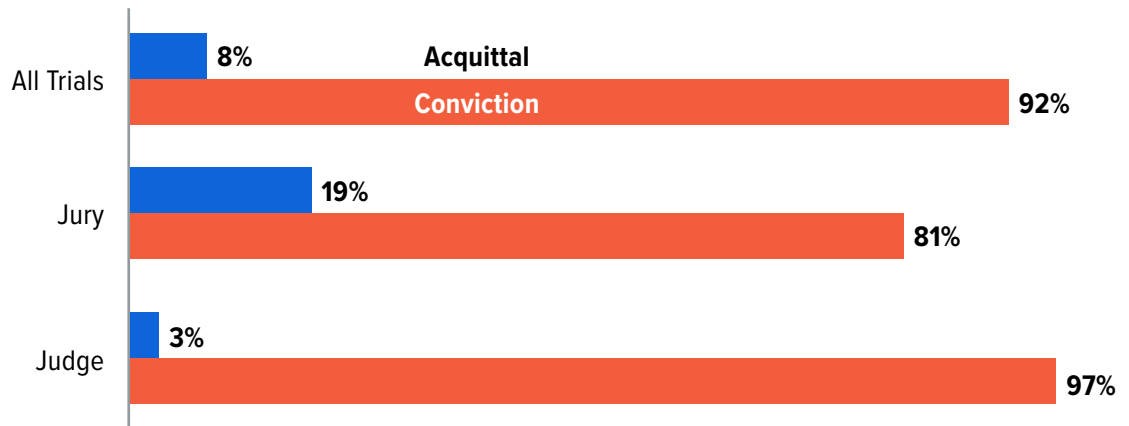 All Trials
8%
Acquittal
Conviction
92%
Jury
19%
81%
Judge
3%
97%